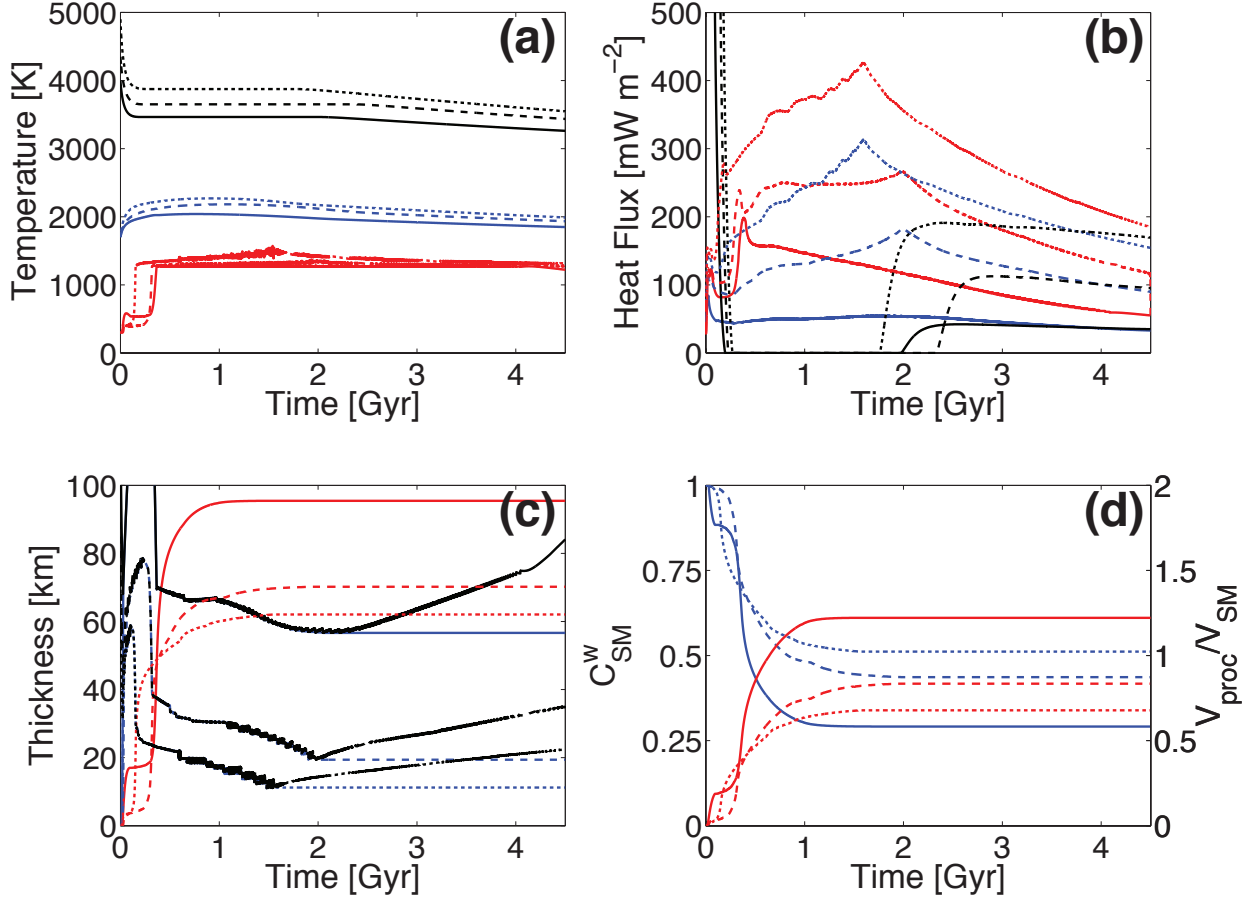 (a)
Temperature [K]
5000
4000
3000
2000
1000
0
0 1 2 3 4
Time [Gyr]
(b)
Heat Flux [mW m⁻²]
500
400
300
200
100
0
0 1 2 3 4
Time [Gyr]
(c)
Thickness [km]
100
80
60
40
20
0
0 1 2 3 4
Time [Gyr]
(d)
C^w_SM
1
0.75
0.5
0.25
0
V_proc/V_SM
2
1.5
1
0.5
0
0 1 2 3 4
Time [Gyr]